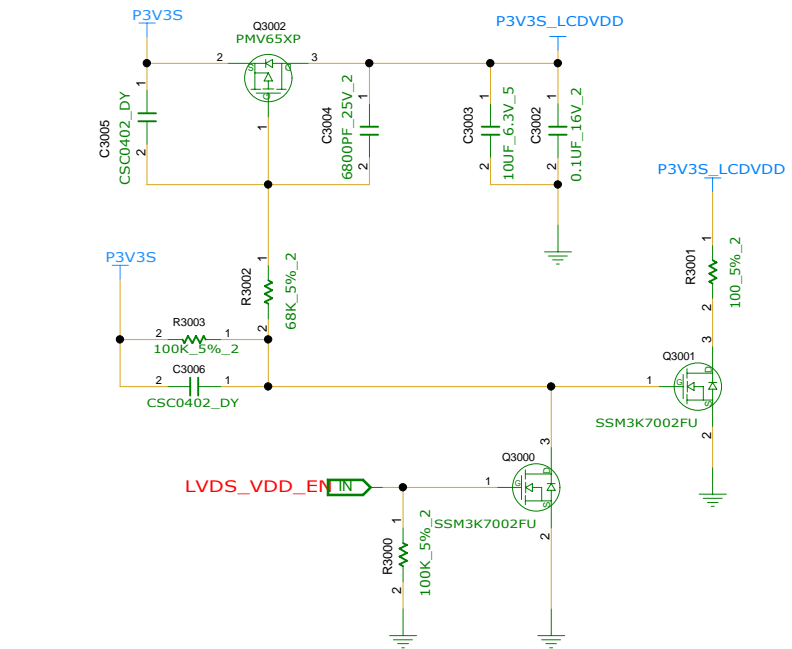 P3V3S
Q3002
PMV65XP
P3V3S_LCDVDD
2
3
S
D
G
1
1
C3005
2
CSC0402_DY
1
C3004
2
6800PF_25V_2
1
C3003
2
10UF_6.3V_5
1
C3002
2
0.1UF_16V_2
P3V3S_LCDVDD
1
R3001
2
100_5%_2
P3V3S
1
R3002
2
68K_5%_2
R3003
2
1
100K_5%_2
C3006
2
1
CSC0402_DY
3
Q3001
1
G
D
S
SSM3K7002FU
2
3
Q3000
LVDS_VDD_EN
IN
1
G
D
S
SSM3K7002FU
2
1
R3000
2
100K_5%_2